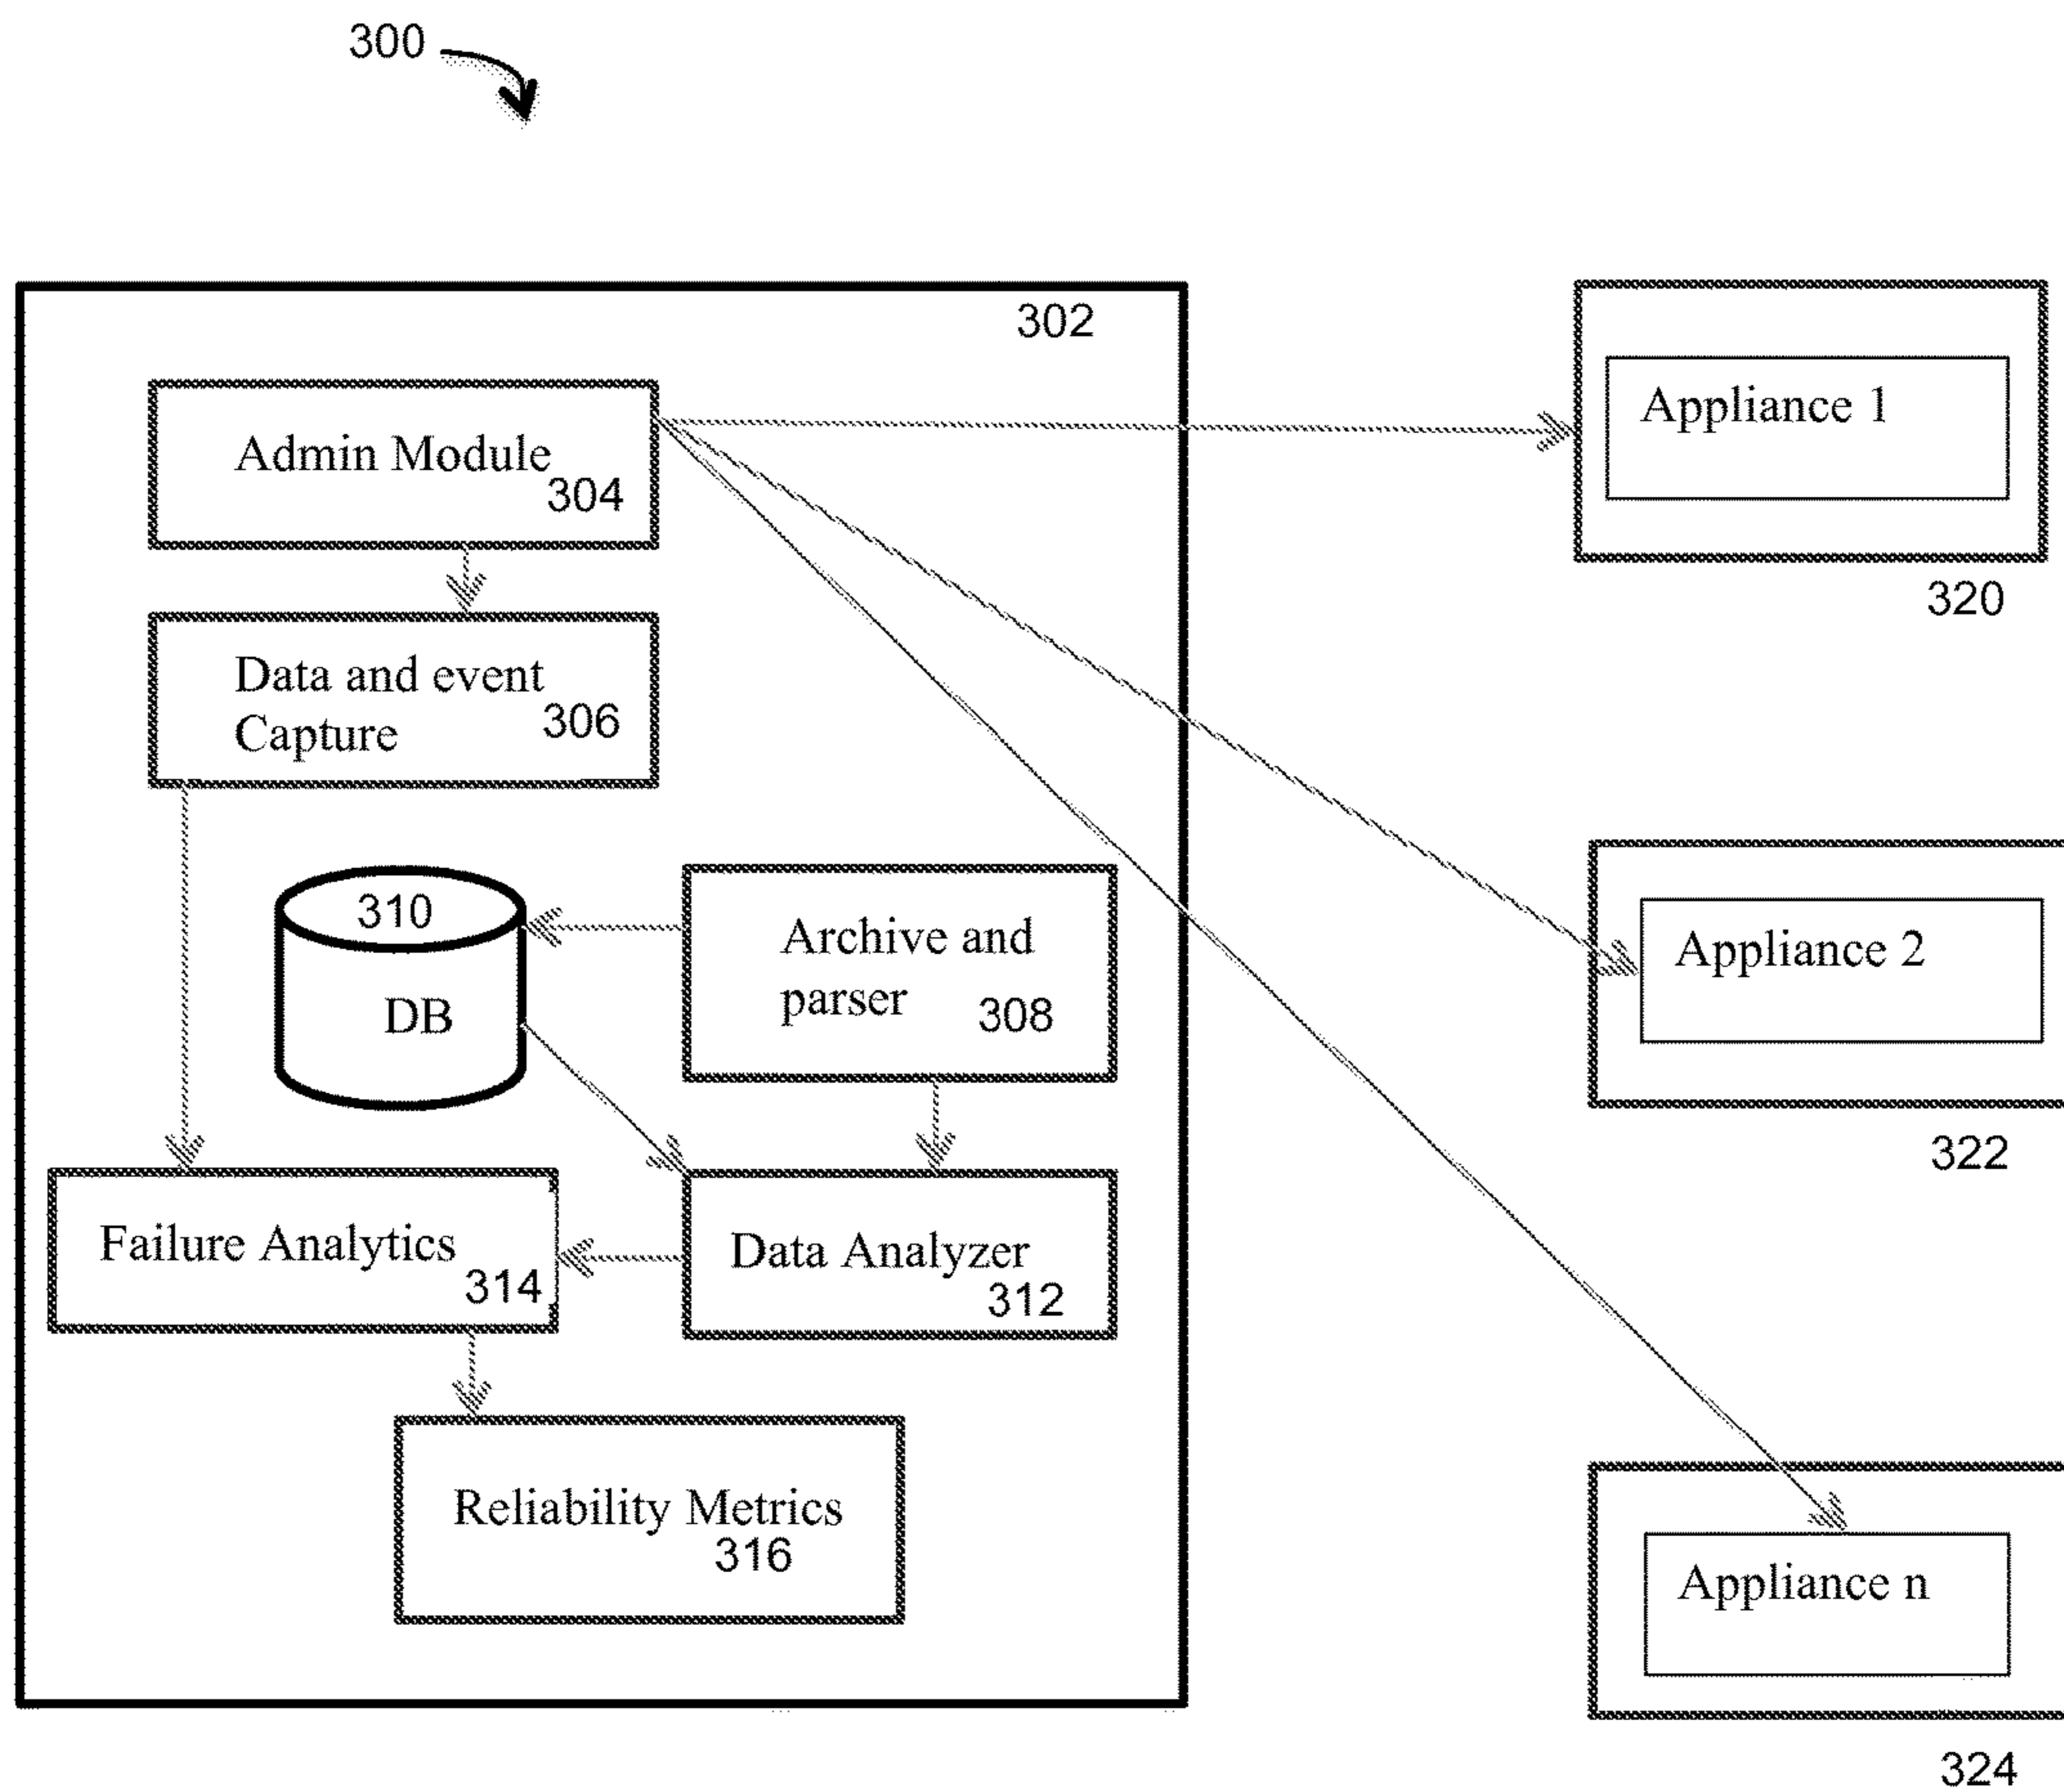 300
302
Admin Module
304
Data and event
Capture
306
310
DB
Archive and
parser
308
Failure Analytics
314
Data Analyzer
312
Reliability Metrics
316
Appliance 1
320
Appliance 2
322
Appliance n
324